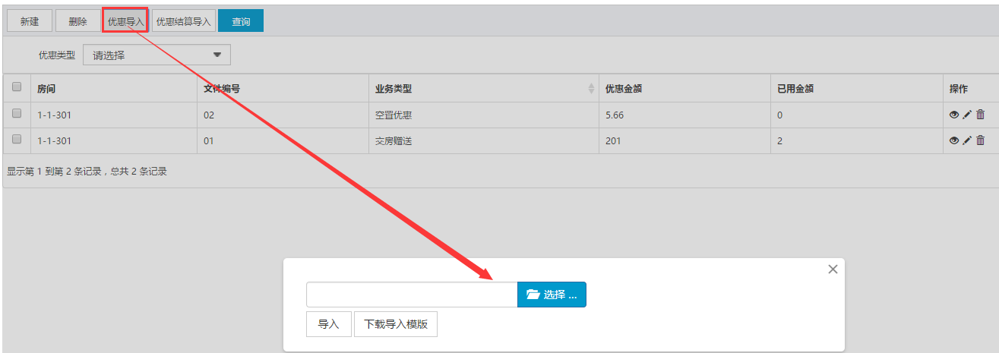 新建 删除 优惠导入 优惠结算导入 查询
优惠类型 请选择
房间 文件编号 业务类型 优惠金额 已用金额 操作
1-1-301 02 空置优惠 5.66 0
1-1-301 01 交房赠送 201 2
显示第 1 到第 2 条记录，总共 2 条记录
选择 ...
导入 下载导入模版